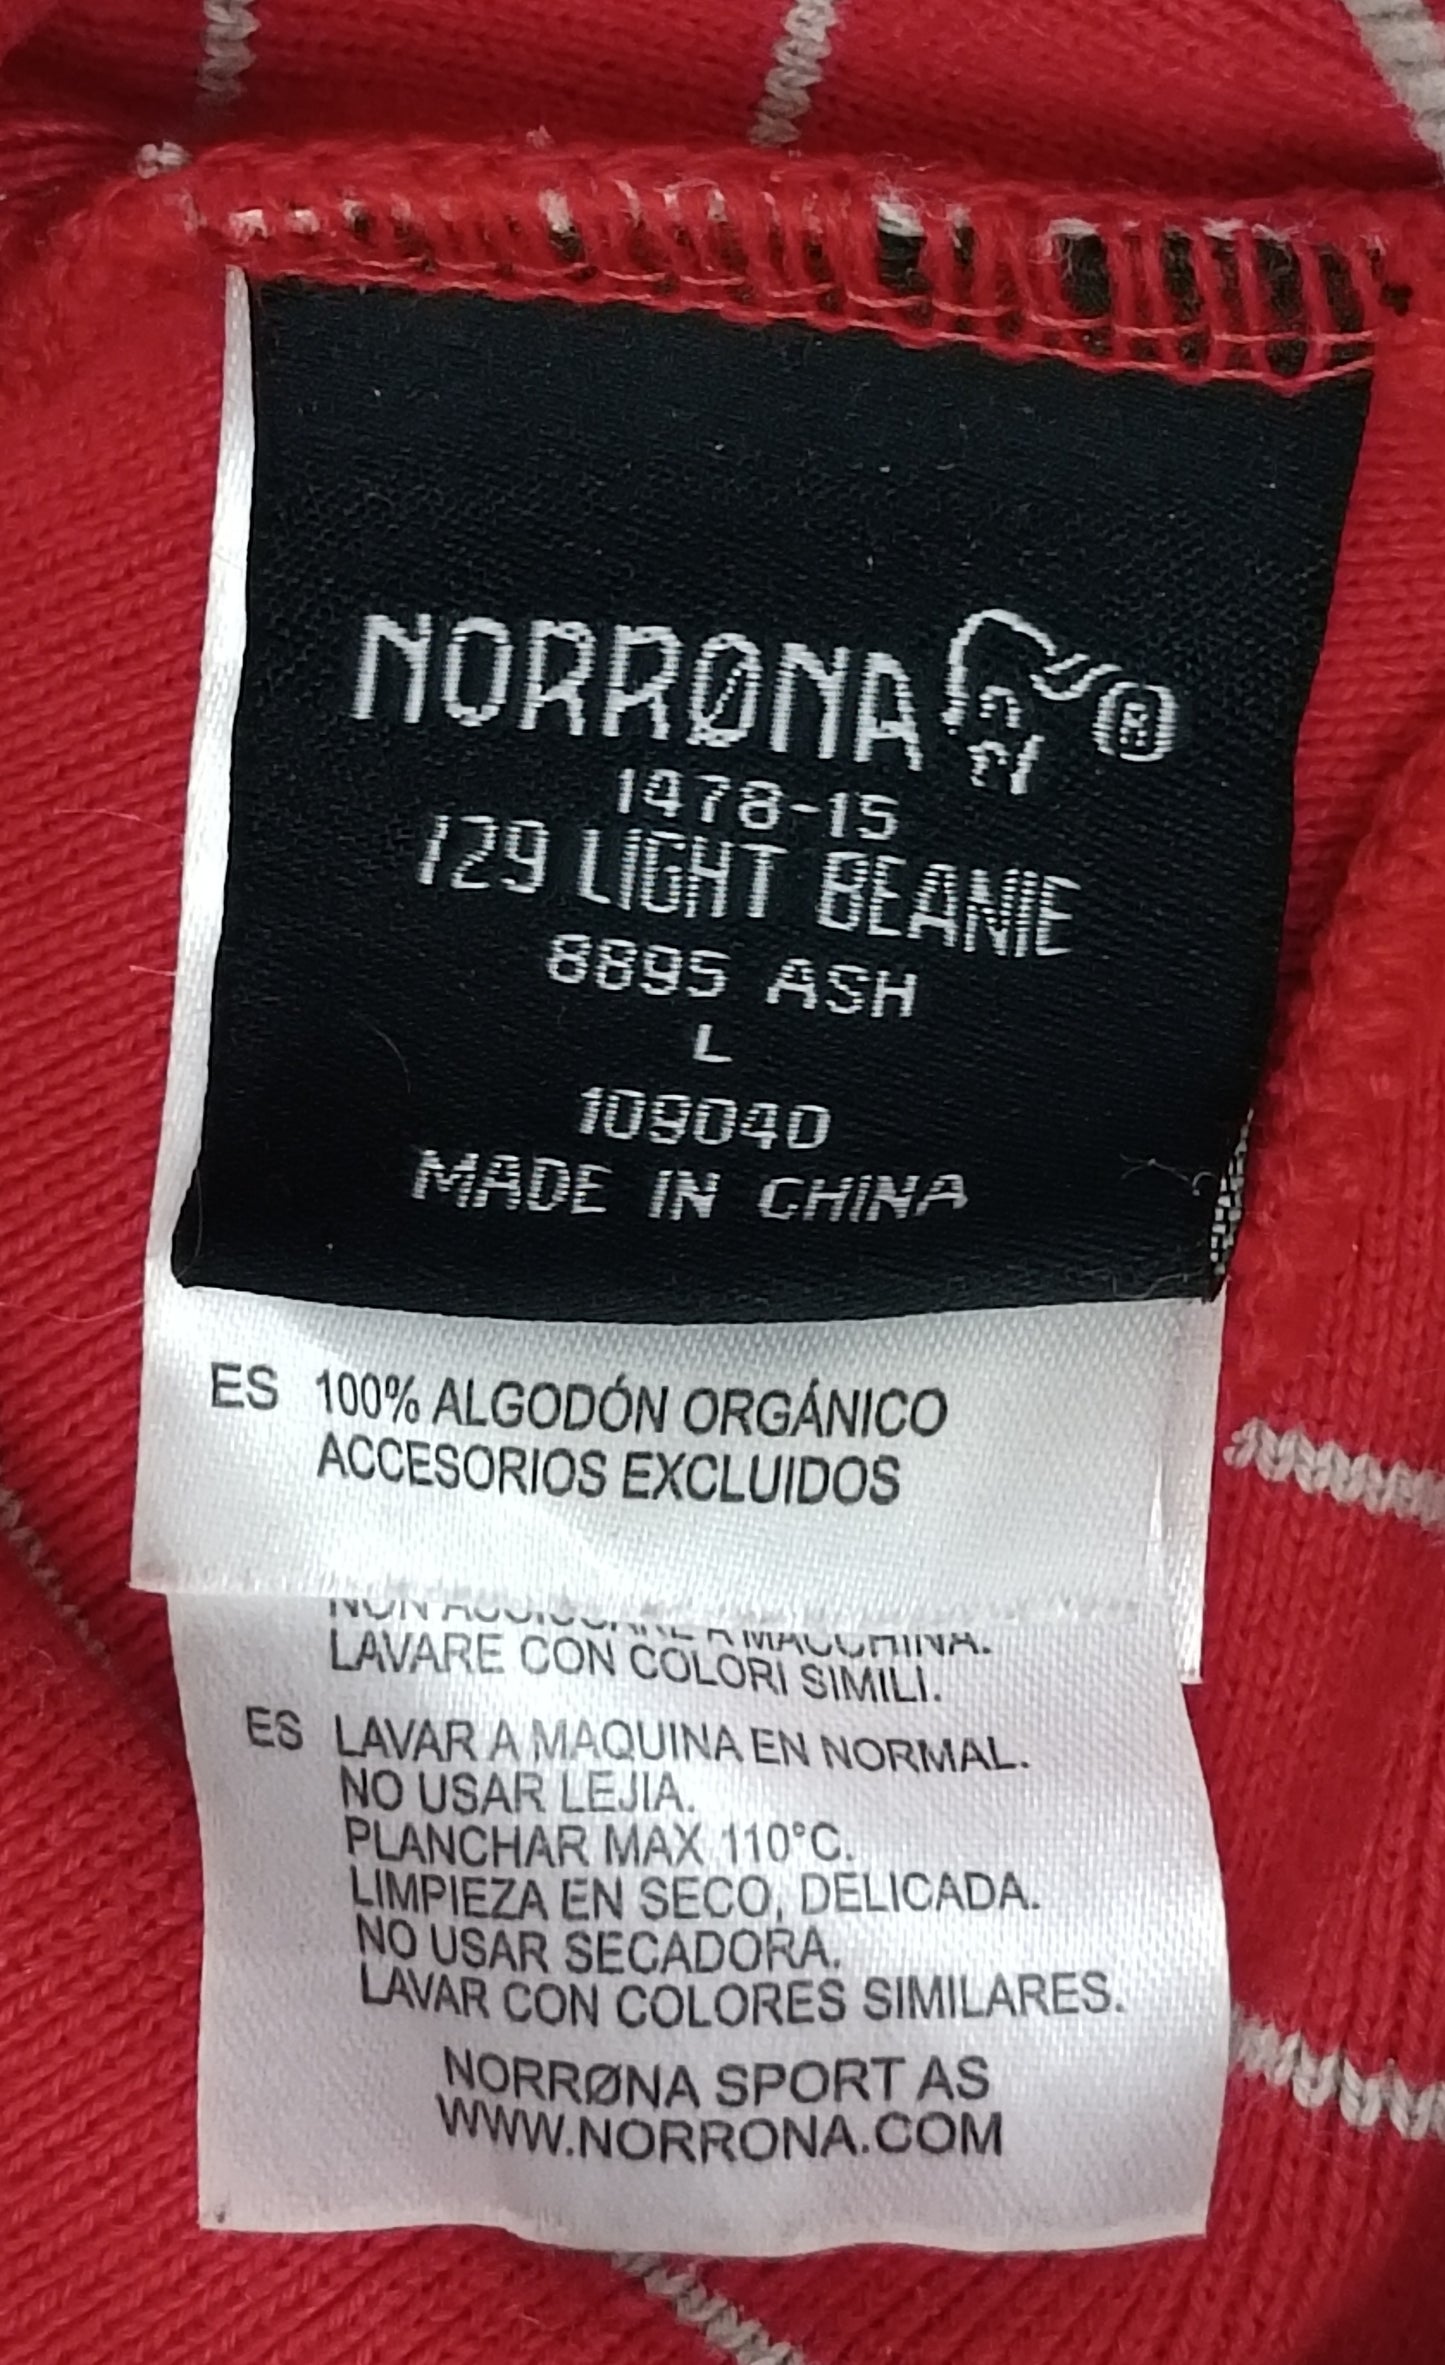 NORRØNA ®
1478-15
/29 LIGHT BEANIE
8895 ASH
L
109040
MADE IN CHINA
ES 100% ALGODÓN ORGÁNICO
ACCESORIOS EXCLUIDOS
A MACCHINA.
LAVARE CON COLORI SIMILI.
ES LAVAR A MAQUINA EN NORMAL.
NO USAR LEJIA.
PLANCHAR MAX 110°C.
LIMPIEZA EN SECO, DELICADA.
NO USAR SECADORA.
LAVAR CON COLORES SIMILARES.
NORRØNA SPORT AS
WWW.NORRONA.COM